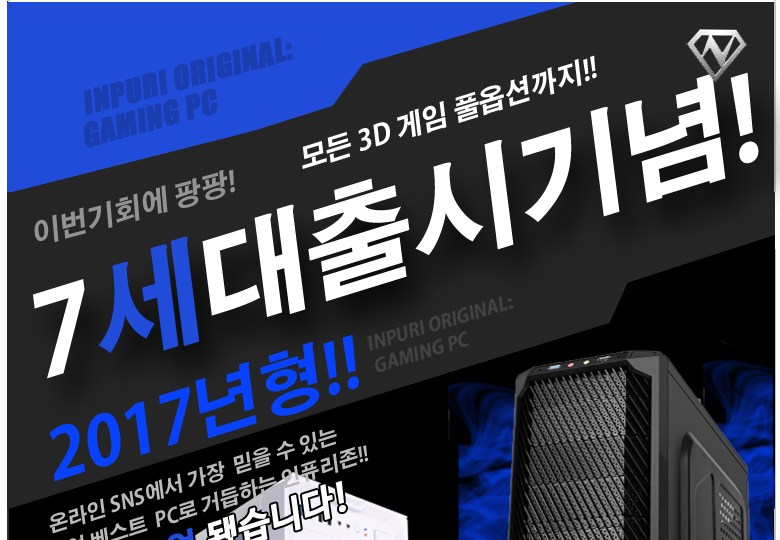 INPURI ORIGINAL:
GAMING PC
모든 3D 게임 풀옵션까지!!
이번기회에 팡팡!
7세대출시기념!
2017년형!!
INPURI ORIGINAL:
GAMING PC
온라인 SNS에서 가장 믿을 수 있는
베스트 PC로 거듭하는 인퓨리존!!
됐습니다!